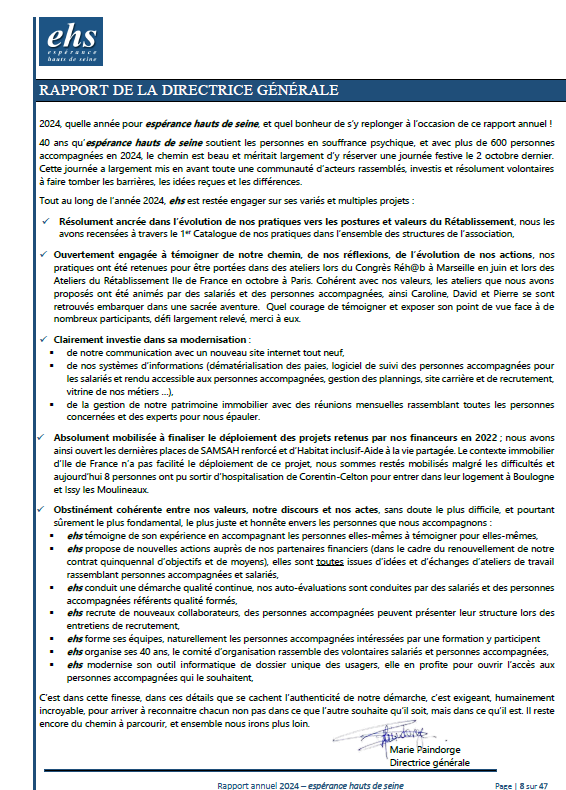 ehs
espérance
hauts de seine
RAPPORT DE LA DIRECTRICE GÉNÉRALE
2024, quelle année pour espérance hauts de seine, et quel bonheur de s'y replonger à l'occasion de ce rapport annuel !
40 ans qu'espérance hauts de seine soutient les personnes en souffrance psychique, et avec plus de 600 personnes
accompagnées en 2024, le chemin est beau et méritait largement d'y réserver une journée festive le 2 octobre dernier.
Cette journée a largement mis en avant toute une communauté d'acteurs rassemblés, investis et résolument volontaires
à faire tomber les barrières, les idées reçues et les différences.
Tout au long de l'année 2024, ehs est restée engager sur ses variés et multiples projets :
✓ Résolument ancrée dans l'évolution de nos pratiques vers les postures et valeurs du Rétablissement, nous les
avons recensées à travers le 1er Catalogue de nos pratiques dans l'ensemble des structures de l'association,
✓ Ouvertement engagée à témoigner de notre chemin, de nos réflexions, de l'évolution de nos actions, nos
pratiques ont été retenues pour être portées dans des ateliers lors du Congrès Réh@b à Marseille en juin et lors des
Ateliers du Rétablissement Ile de France en octobre à Paris. Cohérent avec nos valeurs, les ateliers que nous avons
proposés ont été animés par des salariés et des personnes accompagnées, ainsi Caroline, David et Pierre se sont
retrouvés embarquer dans une sacrée aventure. Quel courage de témoigner et exposer son point de vue face à de
nombreux participants, défi largement relevé, merci à eux.
✓ Clairement investie dans sa modernisation :
▪ de notre communication avec un nouveau site internet tout neuf,
▪ de nos systèmes d'informations (dématérialisation des paies, logiciel de suivi des personnes accompagnées pour
les salariés et rendu accessible aux personnes accompagnées, gestion des plannings, site carrière et de recrutement,
vitrine de nos métiers ...),
▪ de la gestion de notre patrimoine immobilier avec des réunions mensuelles rassemblant toutes les personnes
concernées et des experts pour nous épauler.
✓ Absolument mobilisée à finaliser le déploiement des projets retenus par nos financeurs en 2022 ; nous avons
ainsi ouvert les dernières places de SAMSAH renforcé et d'Habitat inclusif-Aide à la vie partagée. Le contexte immobilier
d'Ile de France n'a pas facilité le déploiement de ce projet, nous sommes restés mobilisés malgré les difficultés et
aujourd'hui 8 personnes ont pu sortir d'hospitalisation de Corentin-Celton pour entrer dans leur logement à Boulogne
et Issy les Moulineaux.
✓ Obstinément cohérente entre nos valeurs, notre discours et nos actes, sans doute le plus difficile, et pourtant
sûrement le plus fondamental, le plus juste et honnête envers les personnes que nous accompagnons :
▪ ehs témoigne de son expérience en accompagnant les personnes elles-mêmes à témoigner pour elles-mêmes,
▪ ehs propose de nouvelles actions auprès de nos partenaires financiers (dans le cadre du renouvellement de notre
contrat quinquennal d'objectifs et de moyens), elles sont toutes issues d'idées et d'échanges d'ateliers de travail
rassemblant personnes accompagnées et salariés,
▪ ehs conduit une démarche qualité continue, nos auto-évaluations sont conduites par des salariés et des personnes
accompagnées référents qualité formés,
▪ ehs recrute de nouveaux collaborateurs, des personnes accompagnées peuvent présenter leur structure lors des
entretiens de recrutement,
▪ ehs forme ses équipes, naturellement les personnes accompagnées intéressées par une formation y participent
▪ ehs organise ses 40 ans, le comité d'organisation rassemble des volontaires salariés et personnes accompagnées,
▪ ehs modernise son outil informatique de dossier unique des usagers, elle en profite pour ouvrir l'accès aux
personnes accompagnées qui le souhaitent,
C'est dans cette finesse, dans ces détails que se cachent l'authenticité de notre démarche, c'est exigeant, humainement
incroyable, pour arriver à reconnaitre chacun non pas dans ce que l'autre souhaite qu'il soit, mais dans ce qu'il est. Il reste
encore du chemin à parcourir, et ensemble nous irons plus loin.
Paindorge
Marie Paindorge
Directrice générale
Rapport annuel 2024 – espérance hauts de seine
Page | 8 sur 47